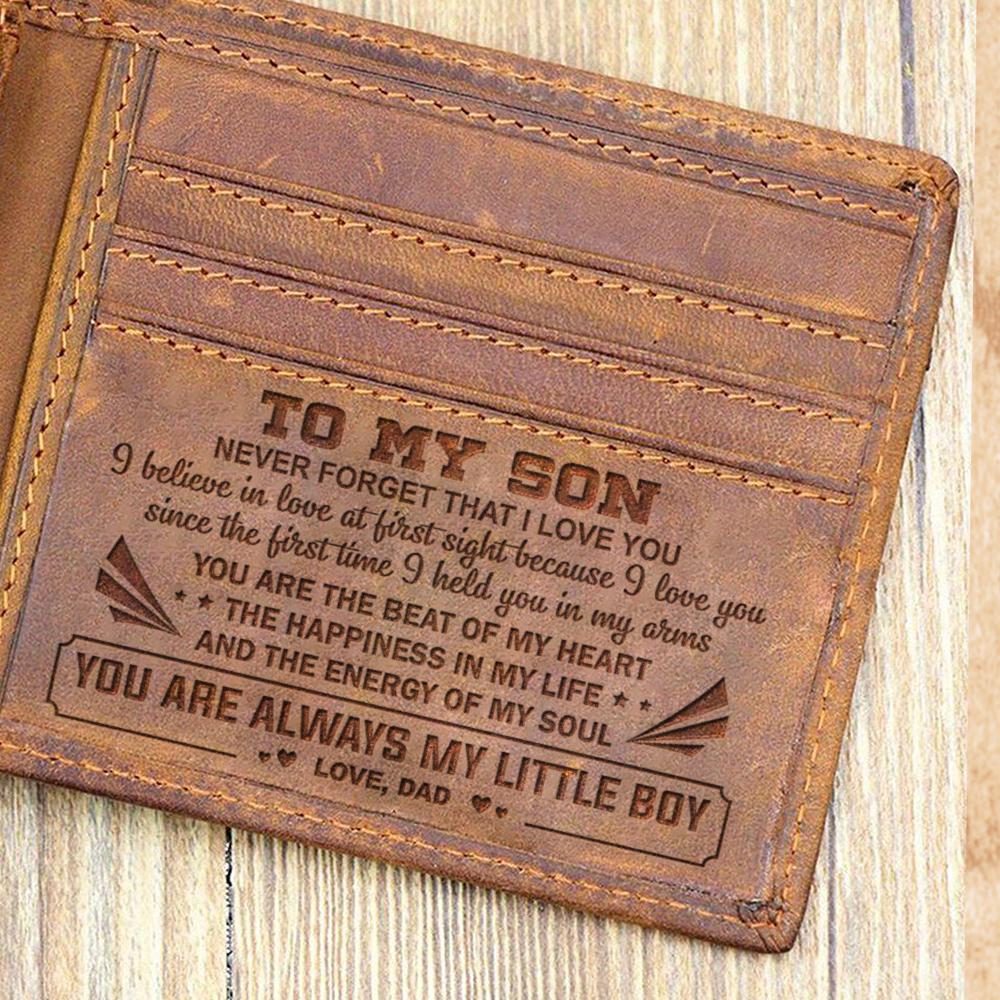 TO MY SON
NEVER FORGET THAT I LOVE YOU
I believe in love at first sight because I love you
since the first time I held you in my arms
YOU ARE THE BEAT OF MY HEART
THE HAPPINESS IN MY LIFE
AND THE ENERGY OF MY SOUL
YOU ARE ALWAYS MY LITTLE BOY
LOVE, DAD